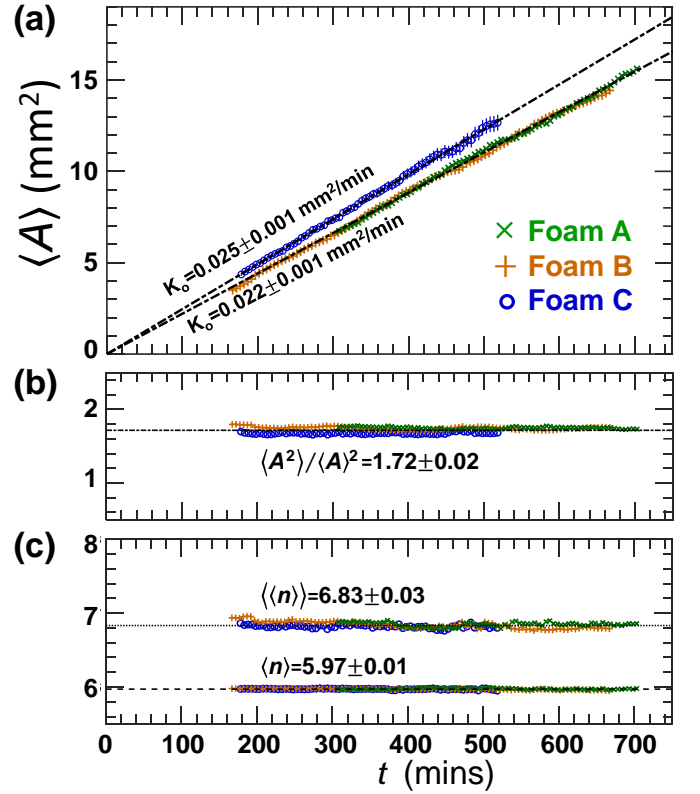 (a)
⟨A⟩ (mm²)
15
10
5
0
K₀=0.025±0.001 mm²/min
K₀=0.022±0.001 mm²/min
× Foam A
+ Foam B
o Foam C
(b)
2
1
⟨A²⟩/⟨A⟩²=1.72±0.02
(c)
8
7
6
⟨⟨n⟩⟩=6.83±0.03
⟨n⟩=5.97±0.01
0 100 200 300 400 500 600 700
t (mins)